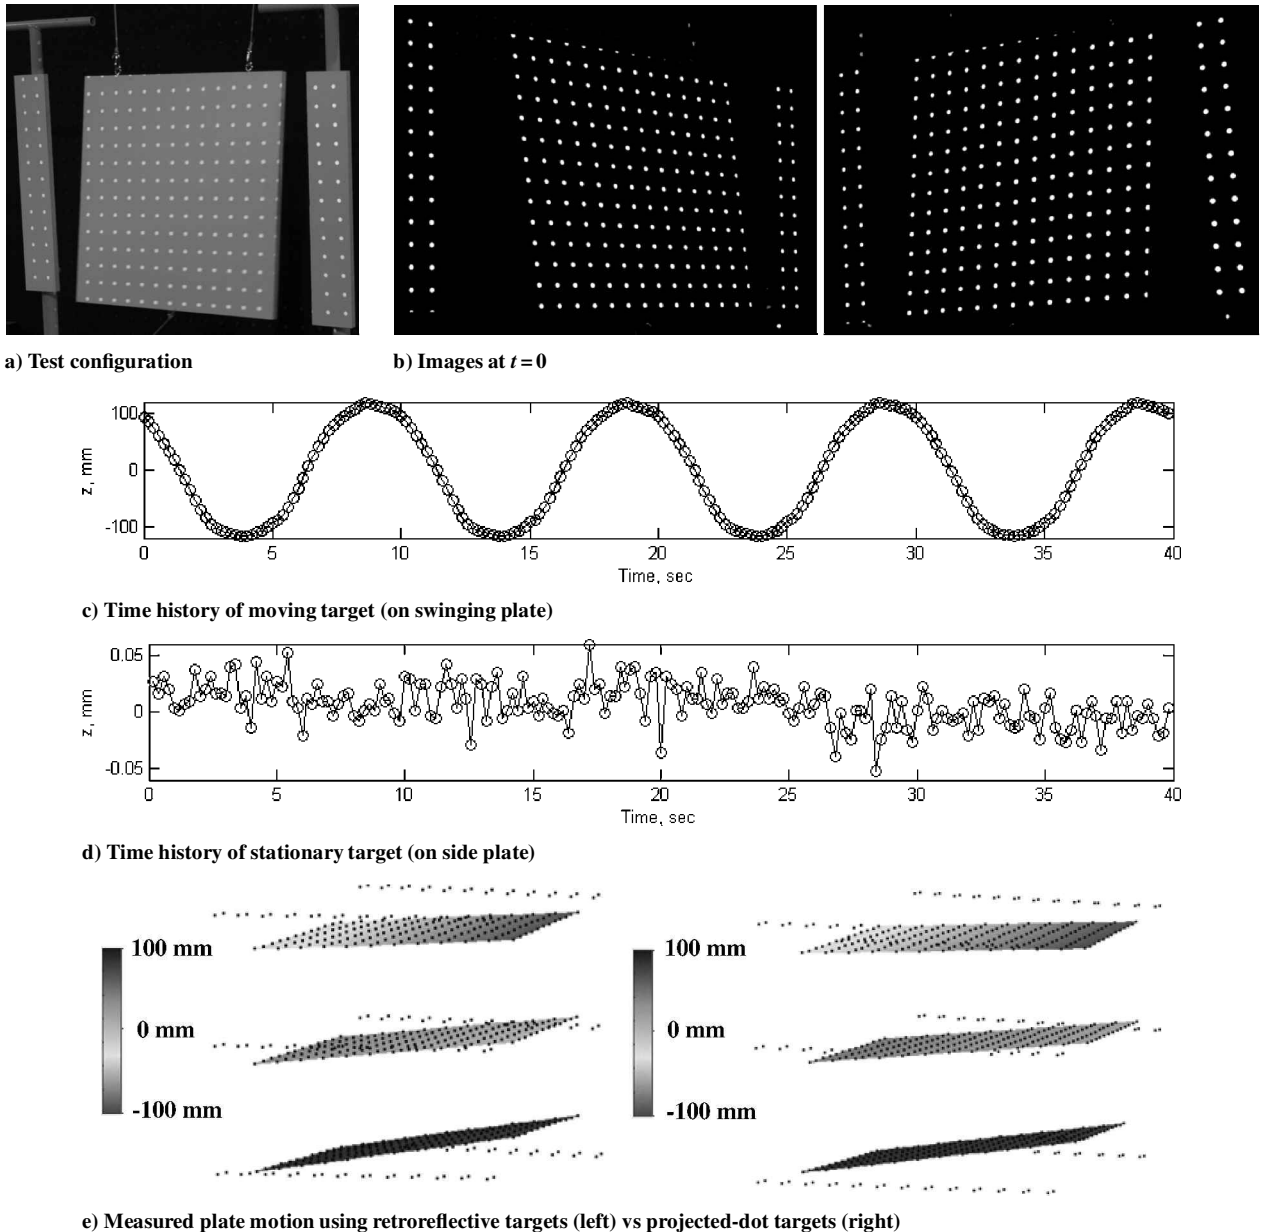 a) Test configuration
b) Images at t = 0
100
0
-100
z, mm
0 5 10 15 20 25 30 35 40
Time, sec
c) Time history of moving target (on swinging plate)
0.05
0
-0.05
z, mm
0 5 10 15 20 25 30 35 40
Time, sec
d) Time history of stationary target (on side plate)
100 mm
0 mm
-100 mm
100 mm
0 mm
-100 mm
e) Measured plate motion using retroreflective targets (left) vs projected-dot targets (right)